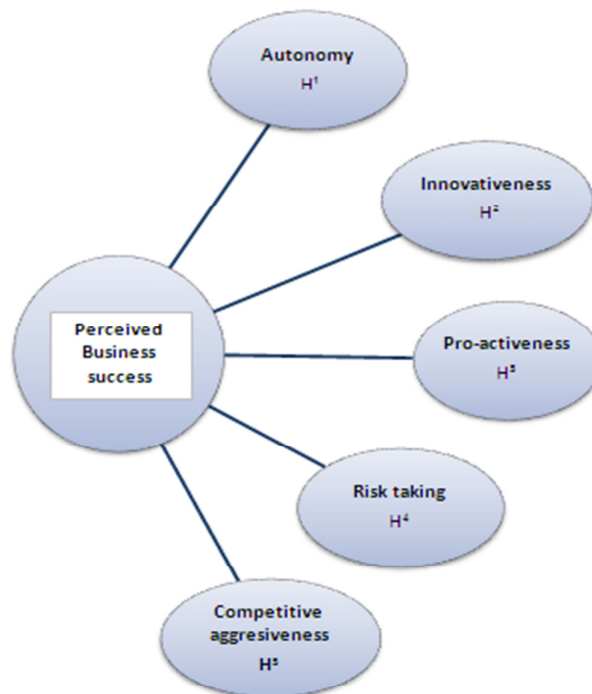 Autonomy
H¹
Innovativeness
H²
Pro-activeness
H³
Perceived
Business
success
Risk taking
H⁴
Competitive
aggresiveness
H⁵